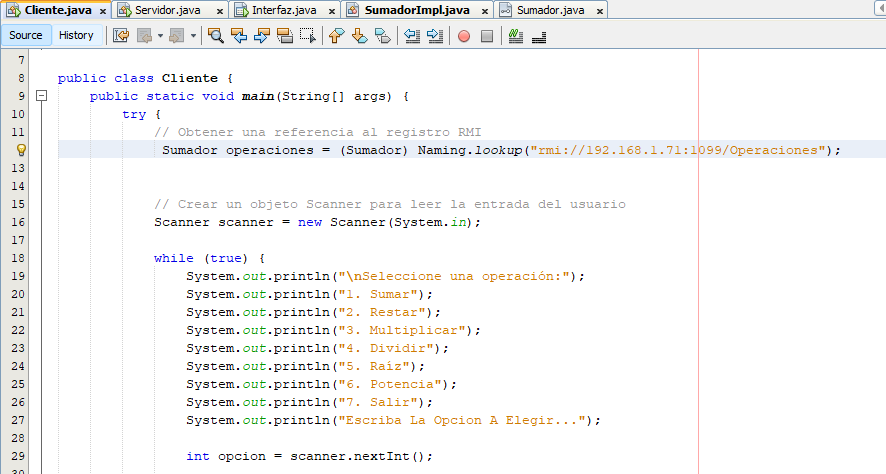 Cliente.java Servidor.java Interfaz.java SumadorImpl.java Sumador.java
Source History
7
8 public class Cliente {
9 public static void main(String[] args) {
10 try {
11 // Obtener una referencia al registro RMI
Sumador operaciones = (Sumador) Naming.lookup("rmi://192.168.1.71:1099/Operaciones");
13
14
15 // Crear un objeto Scanner para leer la entrada del usuario
16 Scanner scanner = new Scanner(System.in);
17
18 while (true) {
19 System.out.println("\nSeleccione una operación:");
20 System.out.println("1. Sumar");
21 System.out.println("2. Restar");
22 System.out.println("3. Multiplicar");
23 System.out.println("4. Dividir");
24 System.out.println("5. Raíz");
25 System.out.println("6. Potencia");
26 System.out.println("7. Salir");
27 System.out.println("Escriba La Opcion A Elegir...");
28
29 int opcion = scanner.nextInt();